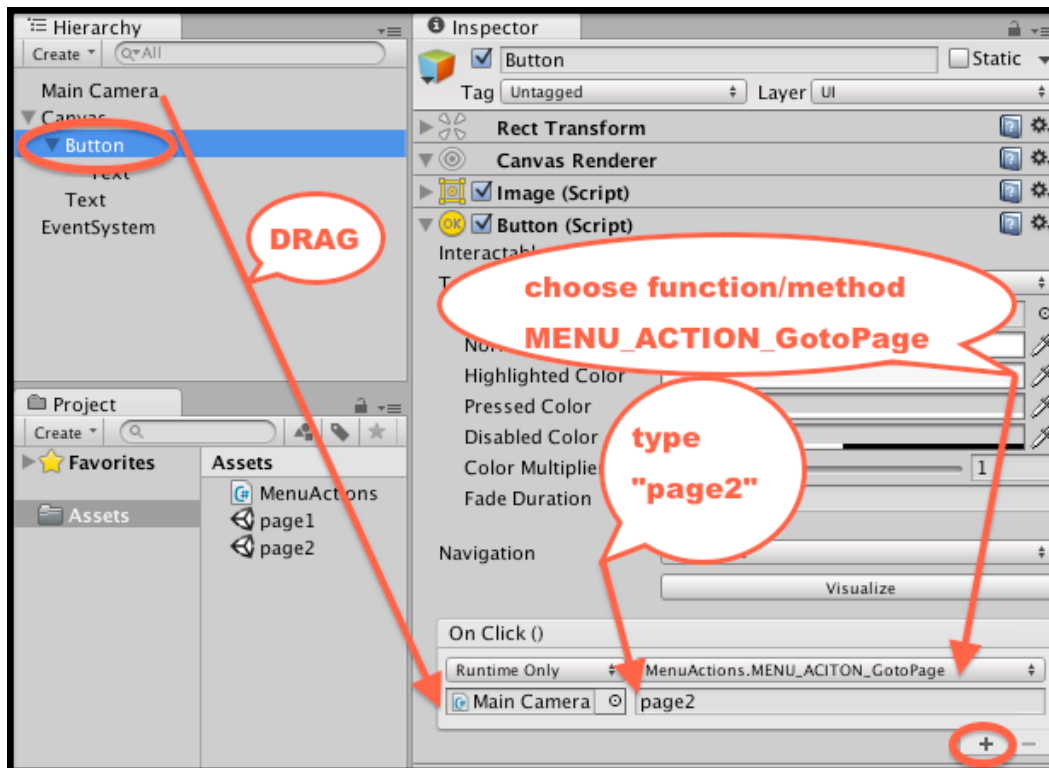 Hierarchy
Create
All
Main Camera
Canvas
Button
Text
Text
EventSystem
DRAG
Project
Create
Favorites
Assets
Assets
MenuActions
page1
page2
Inspector
Button
Static
Tag
Untagged
Layer
UI
Rect Transform
Canvas Renderer
Image (Script)
Button (Script)
choose function/method
MENU_ACTION_GotoPage
Highlighted Color
Pressed Color
Disabled Color
Color Multiplier
1
Fade Duration
type
"page2"
Navigation
Visualize
On Click ()
Runtime Only
MenuActions.MENU_ACITON_GotoPage
Main Camera
page2